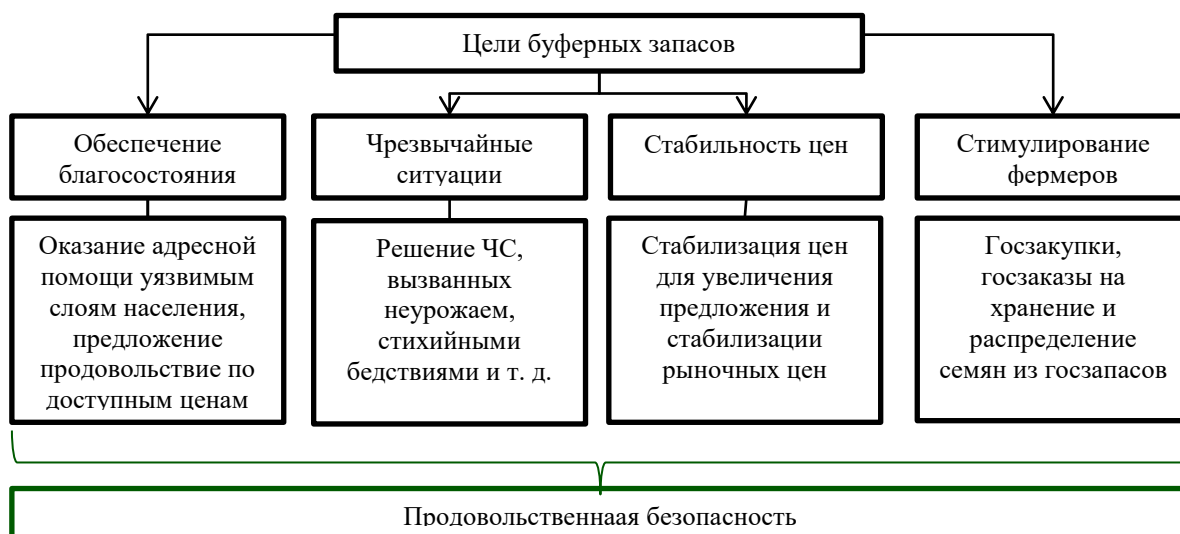 Цели буферных запасов
Обеспечение
благосостояния
Чрезвычайные
ситуации
Стабильность цен
Стимулирование
фермеров
Оказание адресной
помощи уязвимым
слоям населения,
предложение
продовольствие по
доступным ценам
Решение ЧС,
вызванных
неурожаем,
стихийными
бедствиями и т. д.
Стабилизация цен
для увеличения
предложения и
стабилизации
рыночных цен
Госзакупки,
госзаказы на
хранение и
распределение
семян из госзапасов
Продовольственнаая безопасность